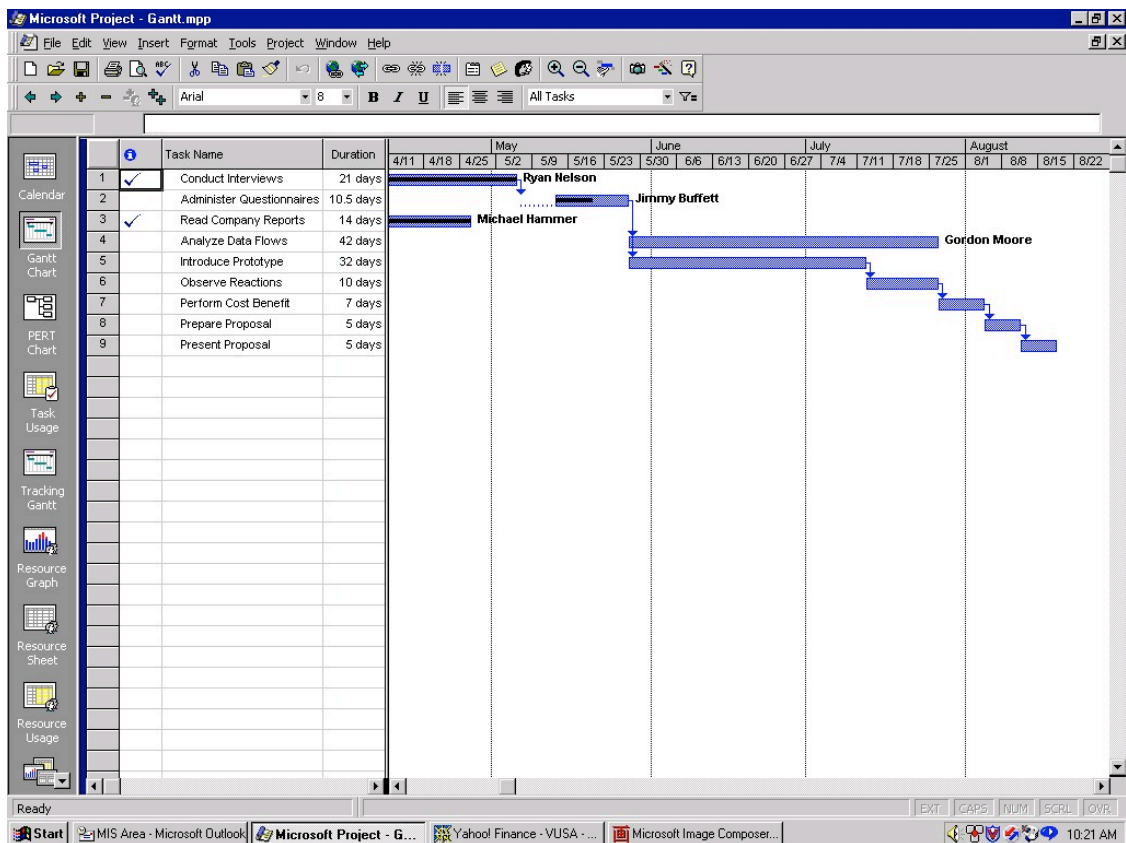 Microsoft Project - Gantt.mpp
File Edit View Insert Format Tools Project Window Help
Arial 8 B I U All Tasks
Task Name Duration
May June July August
4/11 4/18 4/25 5/2 5/9 5/16 5/23 5/30 6/6 6/13 6/20 6/27 7/4 7/11 7/18 7/25 8/1 8/8 8/15 8/22
1 Conduct Interviews 21 days Ryan Nelson
2 Administer Questionnaires 10.5 days Jimmy Buffett
3 Read Company Reports 14 days Michael Hammer
4 Analyze Data Flows 42 days Gordon Moore
5 Introduce Prototype 32 days
6 Observe Reactions 10 days
7 Perform Cost Benefit 7 days
8 Prepare Proposal 5 days
9 Present Proposal 5 days
Calendar
Gantt
Chart
PERT
Chart
Task
Usage
Tracking
Gantt
Resource
Graph
Resource
Sheet
Resource
Usage
Ready EXT CAPS NUM SCRL OVR
Start MIS Area - Microsoft Outlook Microsoft Project - G... Yahoo! Finance - VUSA - ... Microsoft Image Composer... 10:21 AM